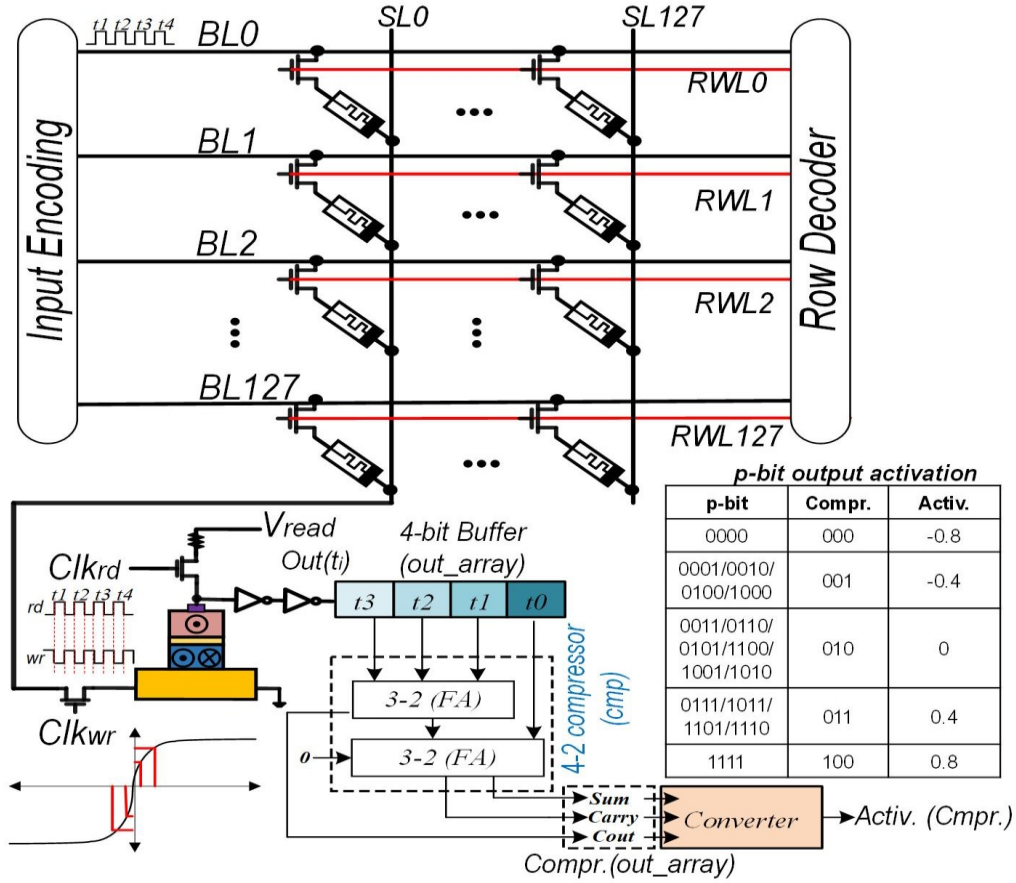 SL0 SL127
t1 t2 t3 t4
BL0
RWL0
BL1
RWL1
BL2
RWL2
BL127
RWL127
Input Encoding
Row Decoder
Vread
Clkrd
Out(ti)
4-bit Buffer
(out_array)
t3 t2 t1 t0
t1 t2 t3 t4
rd
wr
Clkwr
3-2 (FA)
0
3-2 (FA)
4-2 compressor
(cmp)
Sum
Carry
Cout
Converter
Activ. (Cmpr.)
Compr.(out_array)
p-bit output activation
p-bit Compr. Activ.
0000 000 -0.8
0001/0010/
0100/1000 001 -0.4
0011/0110/
0101/1100/ 010 0
1001/1010
0111/1011/
1101/1110 011 0.4
1111 100 0.8